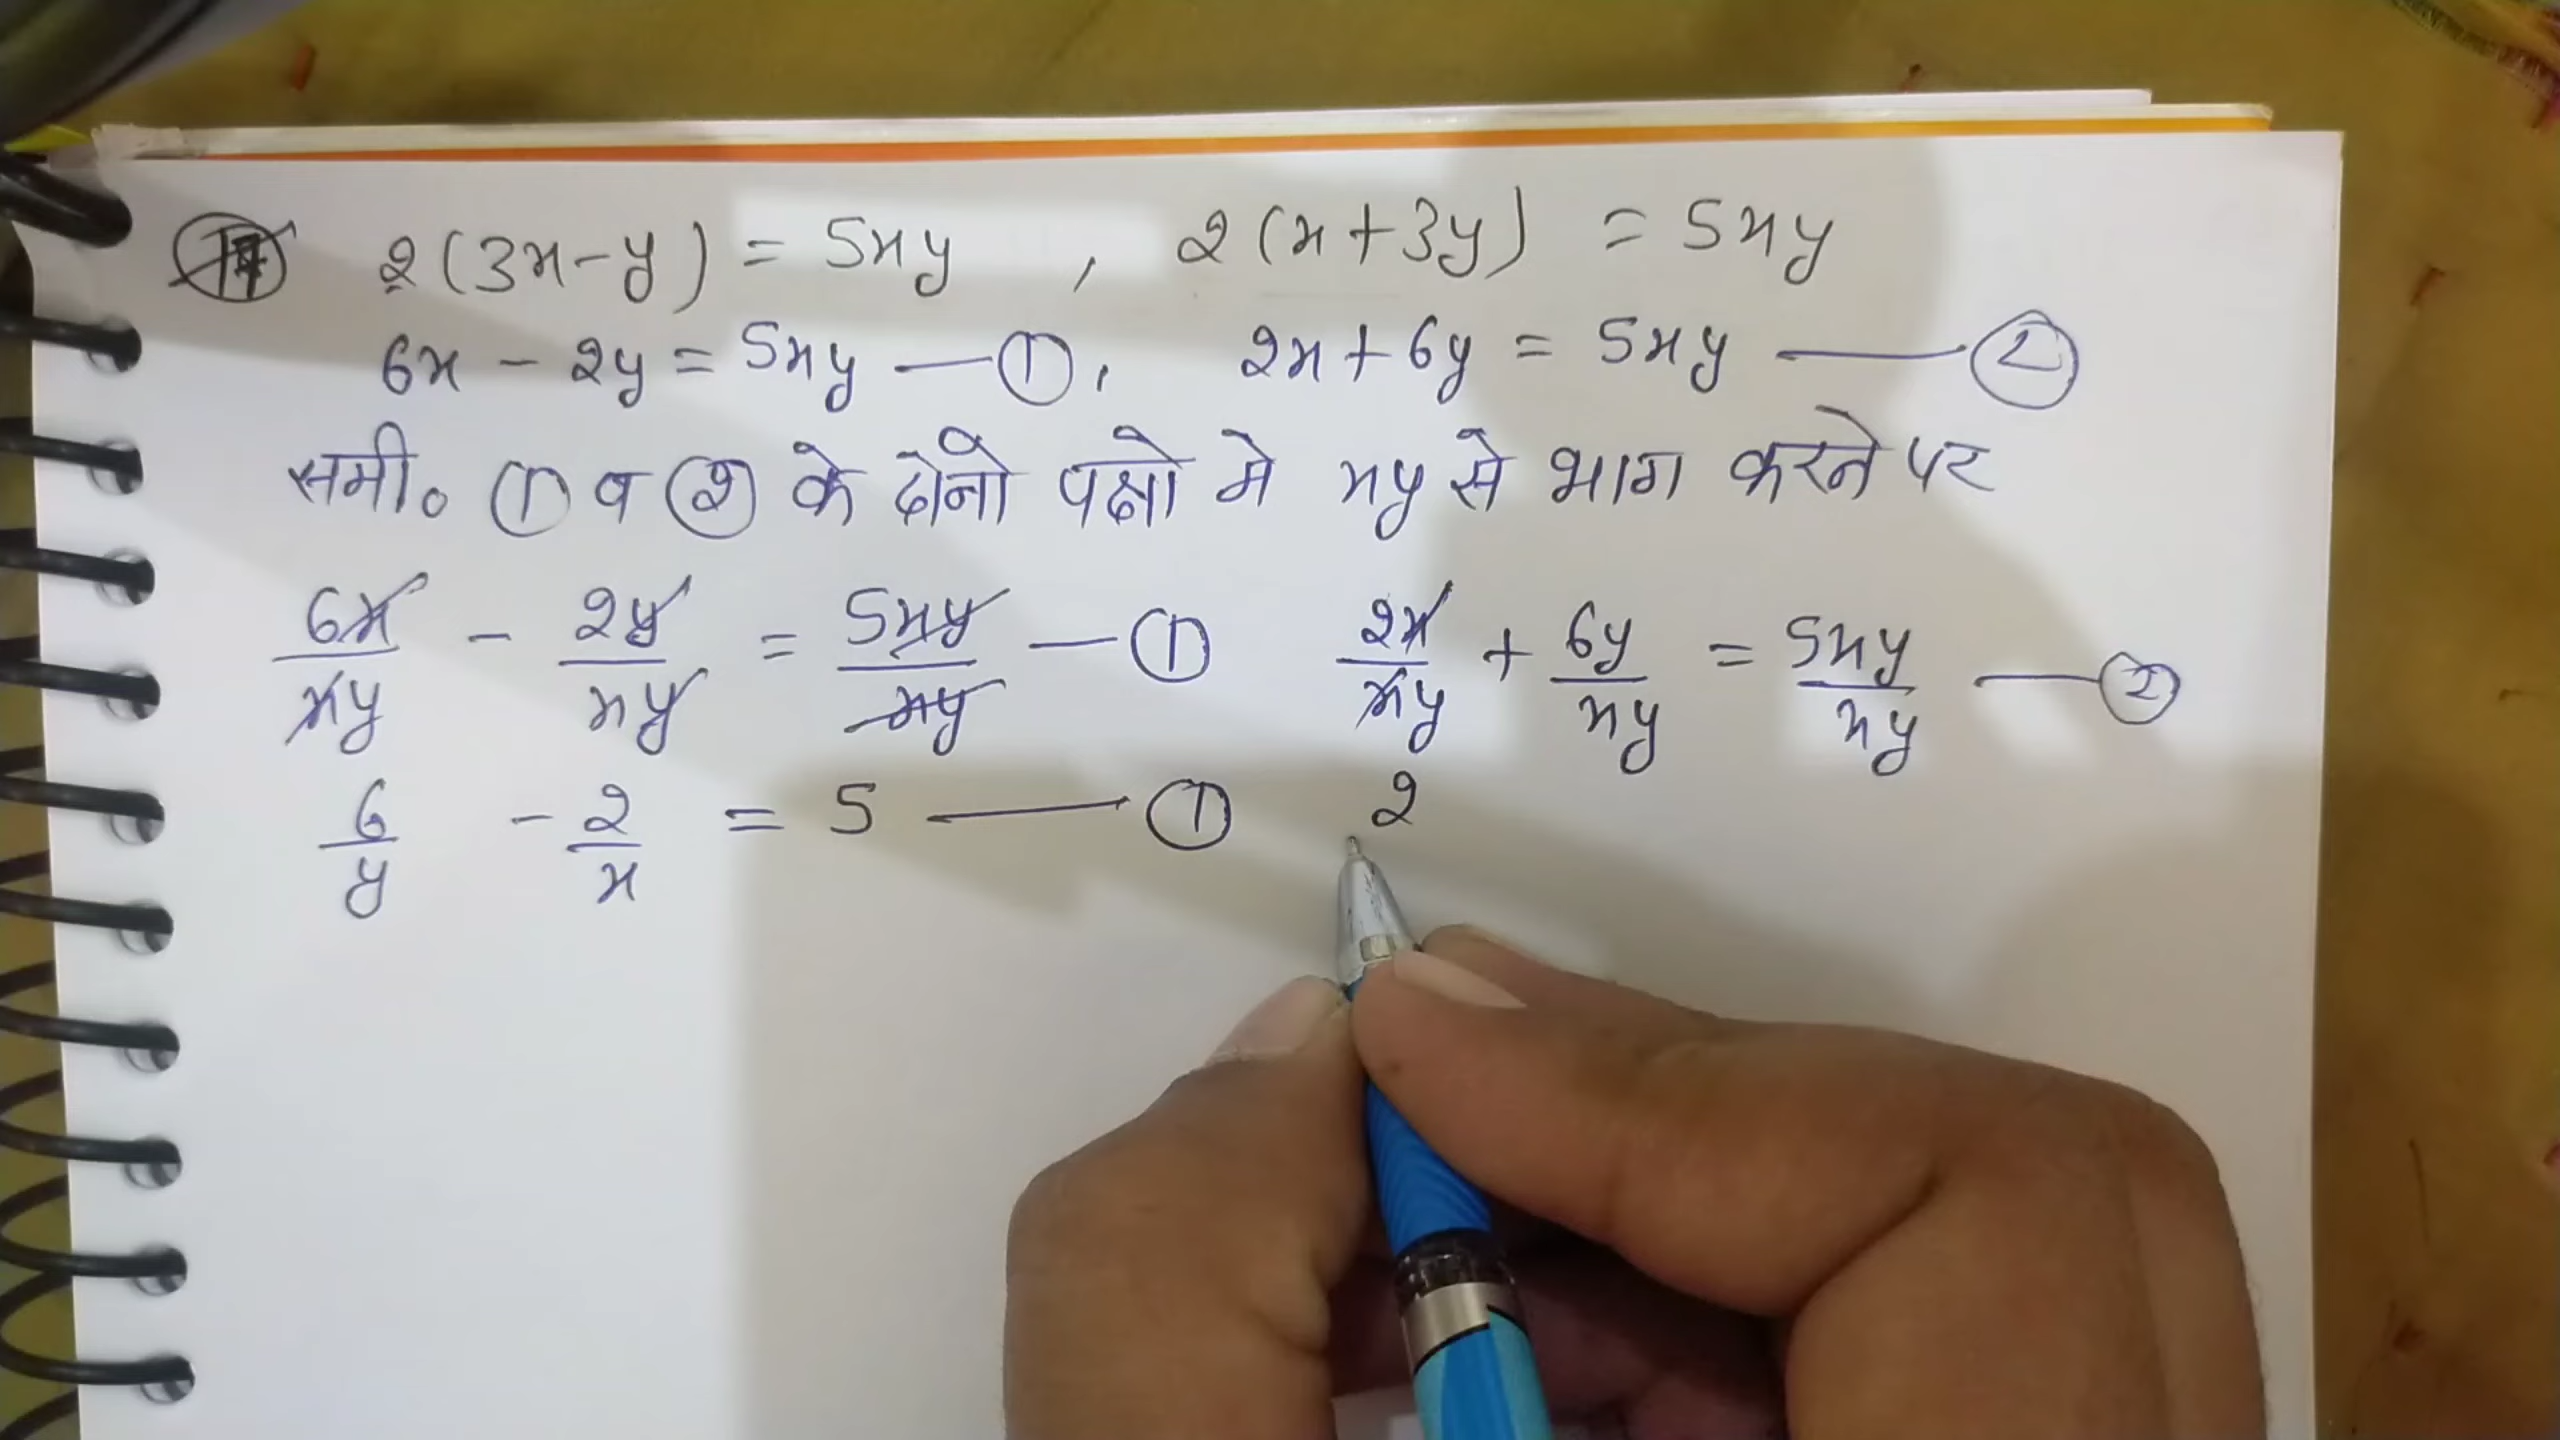 2(3x-y) = 5xy , 2(x+3y) = 5xy
6x - 2y = 5xy — ① , 2x + 6y = 5xy — ②
समी० ① व ② के दोनो पक्षो मे xy से भाग करने पर
6x/xy - 2y/xy = 5xy/xy — ① 2x/xy + 6y/xy = 5xy/xy — ②
6/y - 2/x = 5 — ① 2